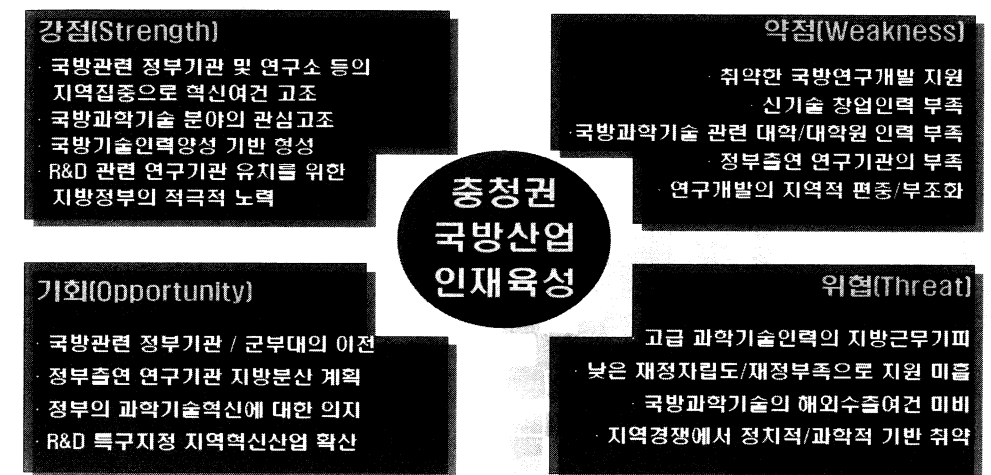 강점(Strength)
· 국방관련 정부기관 및 연구소 등의
지역집중으로 혁신여건 고조
· 국방과학기술 분야의 관심고조
· 국방기술인력양성 기반 형성
· R&D 관련 연구기관 유치를 위한
지방정부의 적극적 노력
약점(Weakness)
· 취약한 국방연구개발 지원
· 신기술 창업인력 부족
· 국방과학기술 관련 대학/대학원 인력 부족
· 정부출연 연구기관의 부족
· 연구개발의 지역적 편중/부조화
충청권
국방산업
인재육성
기회(Opportunity)
· 국방관련 정부기관 / 군부대의 이전
· 정부출연 연구기관 지방분산 계획
· 정부의 과학기술혁신에 대한 의지
· R&D 특구지정 지역혁신산업 확산
위협(Threat)
· 고급 과학기술인력의 지방근무기피
· 낮은 재정자립도/재정부족으로 지원 미흡
· 국방과학기술의 해외수출여건 미비
· 지역경쟁에서 정치적/과학적 기반 취약